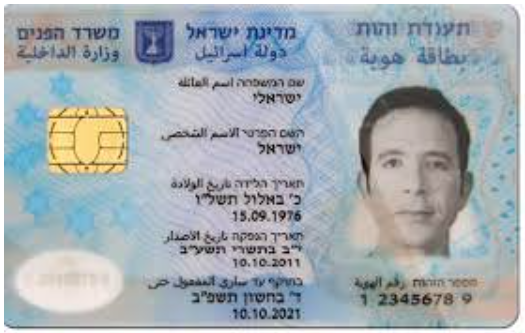 תעודת זהות
بطاقة هوية
מדינת ישראל
دولة اسرائيل
משרד הפנים
وزارة الداخلية
שם המשפחה اسم العائلة
ישראלי
השם הפרטי الاسم الشخصي
ישראל
תאריך הלידה تاريخ الولادة
כ' באלול תשל"ו
15.09.1976
תאריך הנפקה تاريخ الاصدار
י"ב בתשרי תשע"ב
10.10.2011
בתוקף עד ساري المفعول حتى
ד' בחשון תשפ"ב
10.10.2021
מספר הזהות رقم الهوية
1 2345678 9